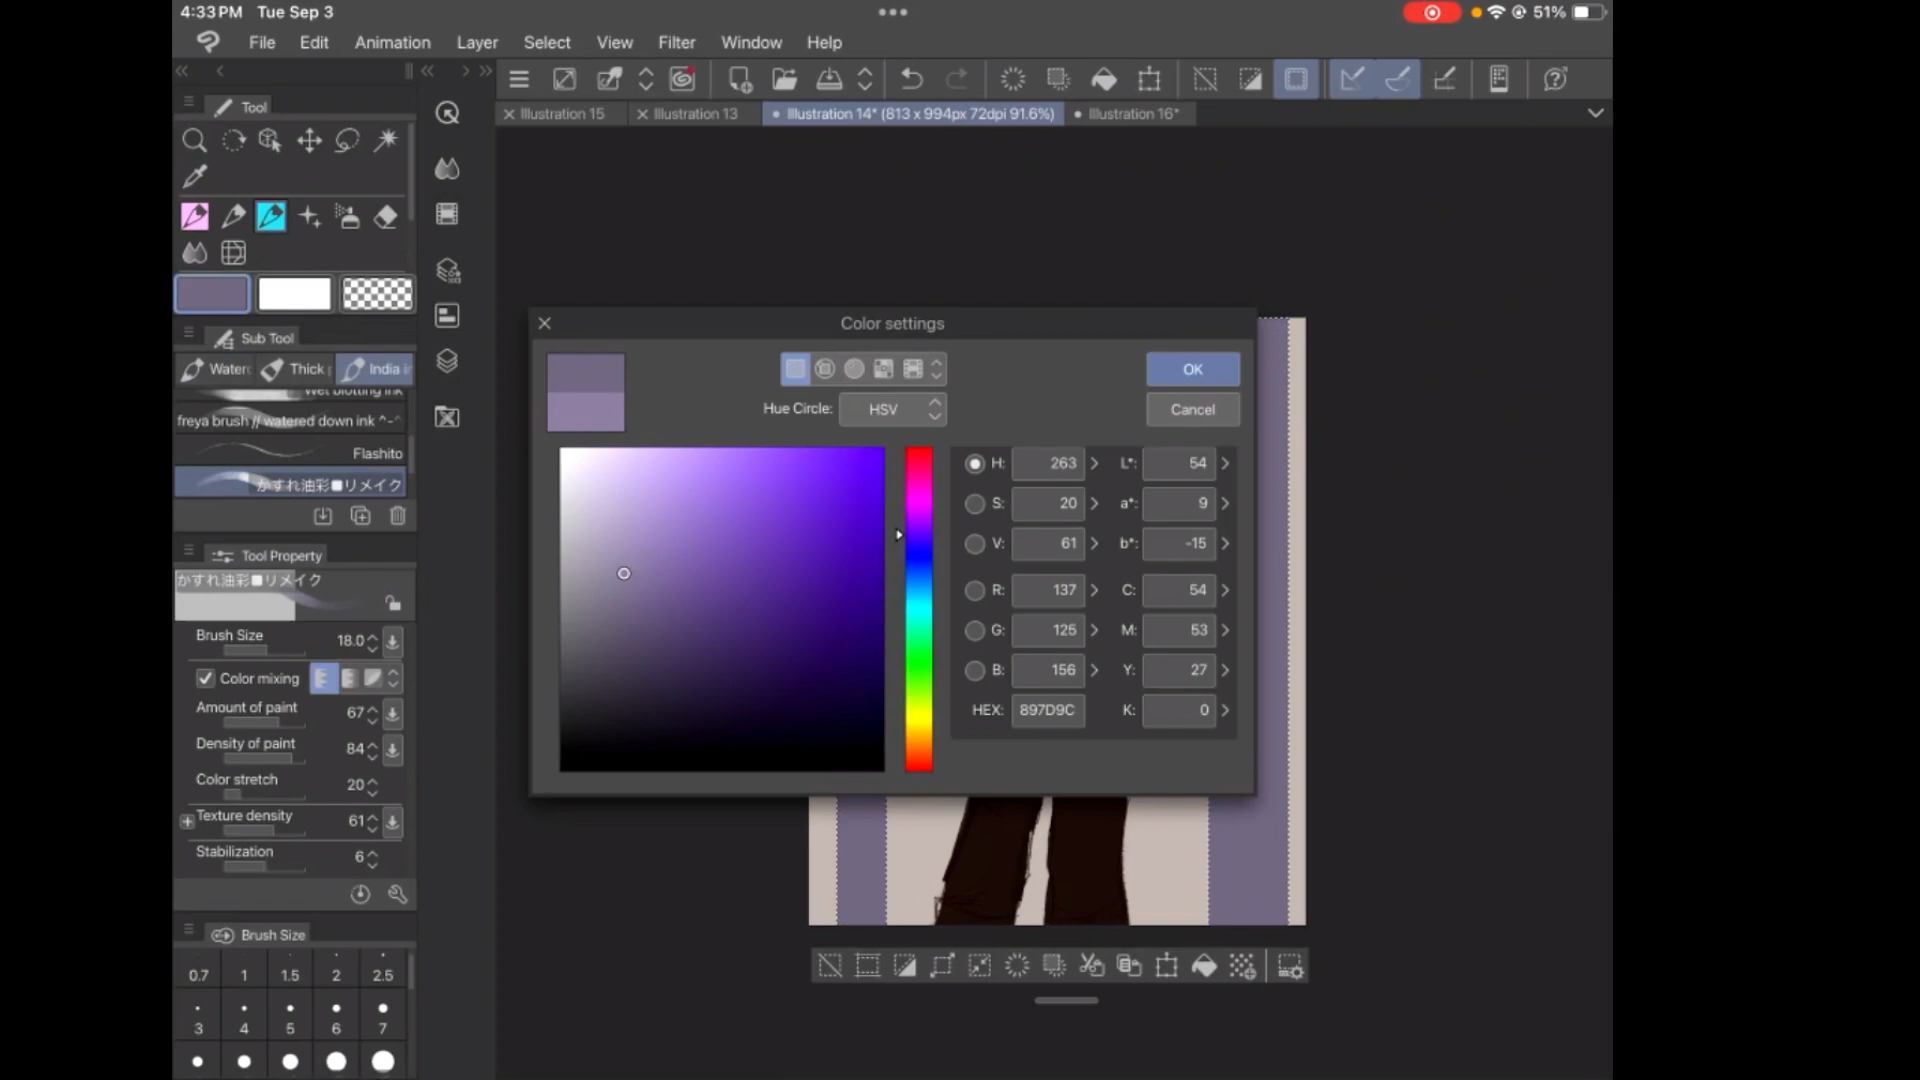 4:33 PM Tue Sep 3
51%
File Edit Animation Layer Select View Filter Window Help
Tool
Illustration 15
Illustration 13
Illustration 14* (813 x 994px 72dpi 91.6%)
Illustration 16*
Sub Tool
Thick
India
Wet blotting ink
freya brush // watered down ink ^-^
Flashito
かすれ油彩■リメイク
Tool Property
かすれ油彩■リメイク
Brush Size 18.0
Color mixing
Amount of paint 67
Density of paint 84
Color stretch 20
Texture density 61
Stabilization 6
Brush Size
0.7 1 1.5 2 2.5
3 4 5 6 7
Color settings
OK
Hue Circle: HSV
Cancel
H: 263 L*: 54
S: 20 a*: 9
V: 61 b*: -15
R: 137 C: 54
G: 125 M: 53
B: 156 Y: 27
HEX: 897D9C K: 0